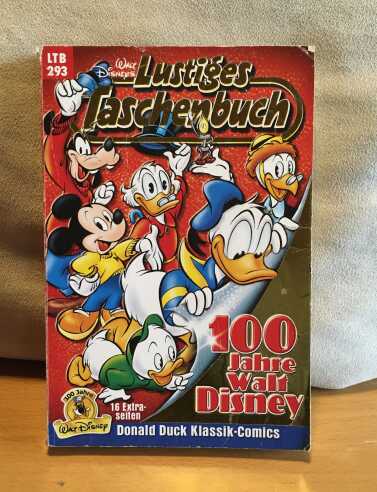 LTB
293
Walt
Disneys
Lustiges
Taschenbuch
100
Jahre
Walt
Disney
100 Jahre
Walt Disney
16 Extra-
seiten
Donald Duck Klassik-Comics